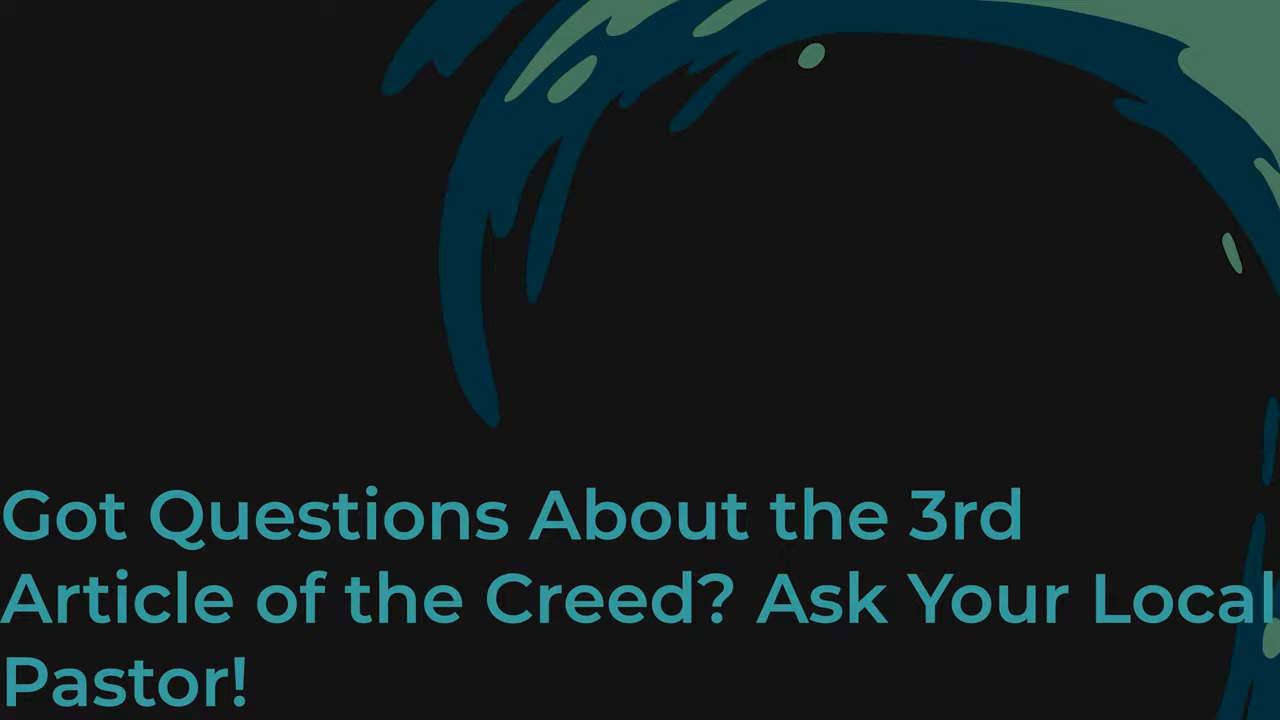 Got Questions About the 3rd
Article of the Creed? Ask Your Local
Pastor!